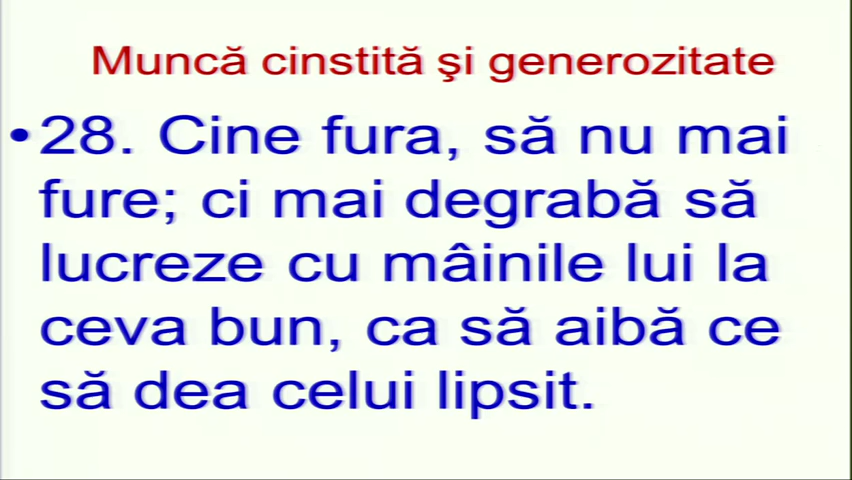 Muncă cinstită şi generozitate
•28. Cine fura, să nu mai
fure; ci mai degrabă să
lucreze cu mâinile lui la
ceva bun, ca să aibă ce
să dea celui lipsit.